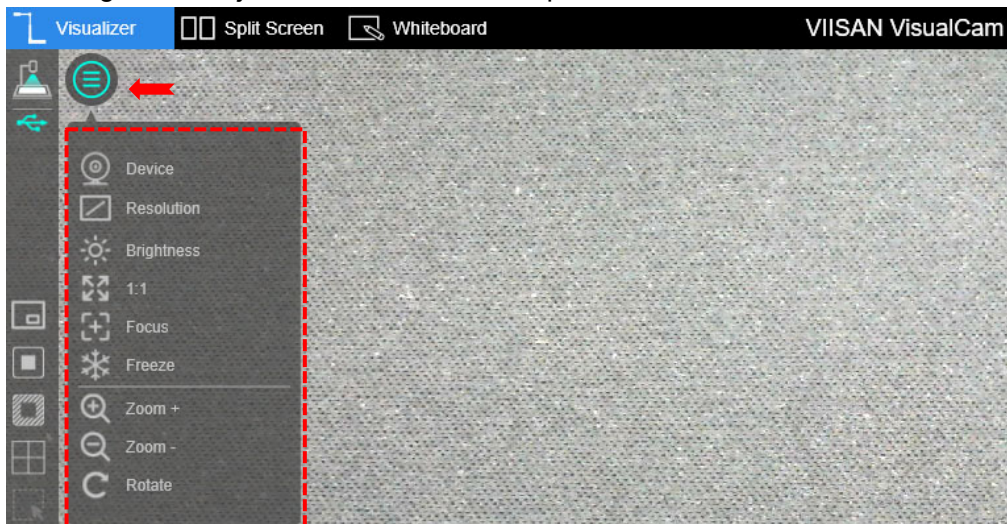 Visualizer Split Screen Whiteboard VIISAN VisualCam
Device
Resolution
Brightness
1:1
Focus
Freeze
Zoom +
Zoom -
Rotate